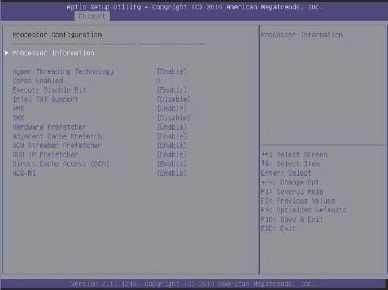 Aptio Setup Utility - Copyright (C) 2010 American Megatrends, Inc.
Chipset
Processor Configuration
Processor Information
Processor Information
Hyper Threading Technology [Enable]
Cores Enabled 0
Execute Disable Bit [Enable]
Intel TXT Support [Disable]
VMX [Enable]
SMX [Disable]
Hardware Prefetcher [Enable]
Adjacent Cache Prefetch [Enable]
DCU Streamer Prefetcher [Enable]
DCU IP Prefetcher [Enable]
Direct Cache Access (DCA) [Enable]
AES-NI [Enable]
Select Screen
Select Item
Enter: Select
+/-: Change Opt.
F1: General Help
F2: Previous Values
F9: Optimized Defaults
F10: Save & Exit
ESC: Exit
Copyright (C) 2010 American Megatrends, Inc.